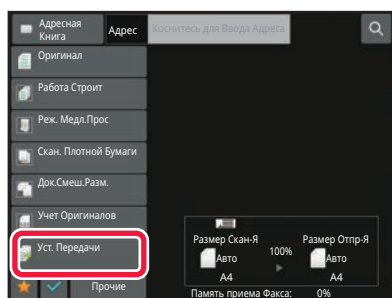 Адресная
Книга
Адрес
Коснитесь для Ввода Адреса
Оригинал
Работа Строит
Реж. Медл.Прос
Скан. Плотной Бумаги
Док.Смеш.Разм.
Учет Оригиналов
Уст. Передачи
Прочие
Размер Скан-Я
100%
Размер Отпр-Я
Авто
Авто
A4
A4
Память приема Факса: 0%